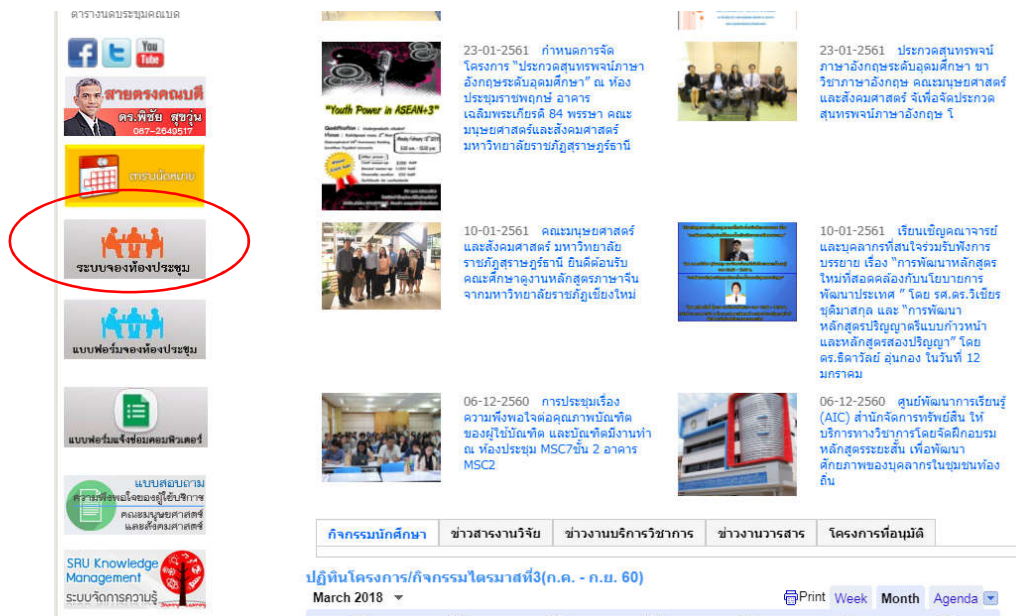 ตารางนัดประชุมคณบดี
You
Tube
สายตรงคณบดี
ดร.พิชัย สุขวุ่น
067-2649517
ตารางนัดหมาย
ระบบจองห้องประชุม
แบบฟอร์มจองห้องประชุม
แบบฟอร์มแจ้งซ่อมคอมพิวเตอร์
แบบสอบถาม
ความพึงพอใจของผู้ใช้บริการ
คณะมนุษยศาสตร์
และสังคมศาสตร์
SRU Knowledge
Management
ระบบจัดการความรู้
"Youth Power in ASEAN+3"
23-01-2561 กำหนดการจัด
โครงการ "ประกวดสุนทรพจน์ภาษา
อังกฤษระดับอุดมศึกษา" ณ ห้อง
ประชุมราชพฤกษ์ อาคาร
เฉลิมพระเกียรติ 84 พรรษา คณะ
มนุษยศาสตร์และสังคมศาสตร์
มหาวิทยาลัยราชภัฏสุราษฎร์ธานี
23-01-2561 ประกวดสุนทรพจน์
ภาษาอังกฤษระดับอุดมศึกษา ขา
วิชาภาษาอังกฤษ คณะมนุษยศาสตร์
และสังคมศาสตร์ จัเพื่อจัดประกวด
สุนทรพจน์ภาษาอังกฤษ โ
10-01-2561 คณะมนุษยศาสตร์
และสังคมศาสตร์ มหาวิทยาลัย
ราชภัฏสุราษฎร์ธานี ยินดีต้อนรับ
คณะศึกษาดูงานหลักสูตรภาษาจีน
จากมหาวิทยาลัยราชภัฏเชียงใหม่
10-01-2561 เรียนเชิญคณาจารย์
และบุคลากรที่สนใจร่วมรับฟังการ
บรรยาย เรื่อง "การพัฒนาหลักสูตร
ใหม่ที่สอดคล้องกับนโยบายการ
พัฒนาประเทศ " โดย รศ.ดร.วิเชียร
ชุติมาสกุล และ "การพัฒนา
หลักสูตรปริญญาตรีแบบก้าวหน้า
และหลักสูตรสองปริญญา" โดย
ดร.ธิดาวัลย์ อุ่นกอง ในวันที่ 12
มกราคม
06-12-2560 การประชุมเรื่อง
ความพึงพอใจต่อคุณภาพบัณฑิต
ของผู้ใช้บัณฑิต และบัณฑิตมีงานทำ
ณ ห้องประชุม MSC7ชั้น 2 อาคาร
MSC2
06-12-2560 ศูนย์พัฒนาการเรียนรู้
(AIC) สำนักจัดการทรัพย์สิน ให้
บริการทางวิชาการโดยจัดฝึกอบรม
หลักสูตรระยะสั้น เพื่อพัฒนา
ศักยภาพของบุคลากรในชุมชนท้อง
ถิ่น
กิจกรรมนักศึกษา ข่าวสารงานวิจัย ข่าวงานบริการวิชาการ ข่าวงานวารสาร โครงการที่อนุมัติ
ปฏิทินโครงการ/กิจกรรมไตรมาสที่3(ก.ค. - ก.ย. 60)
March 2018 Print Week Month Agenda